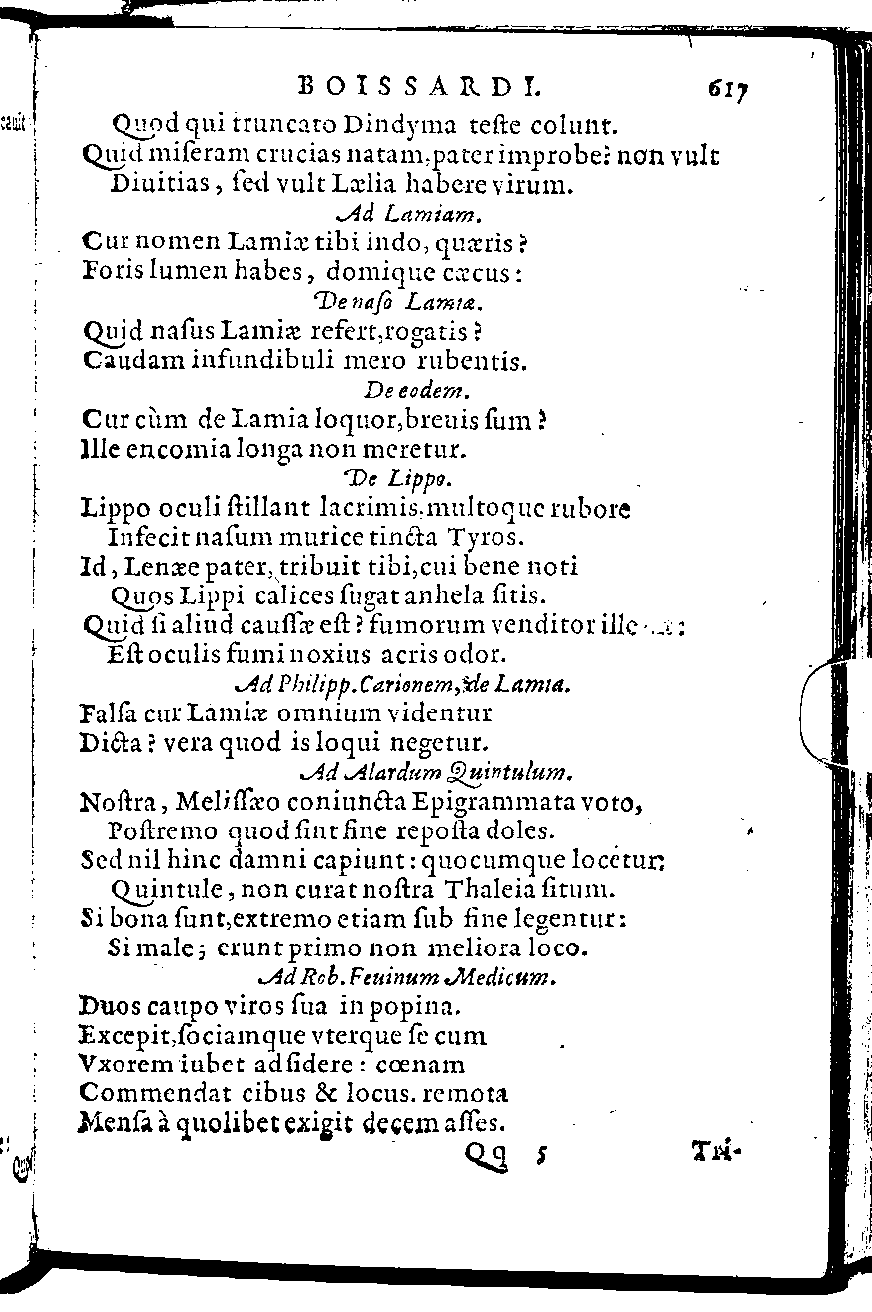 BOISSARDI. 617
Quod qui truncato Dindyma teſte colunt.
Quid miſeram crucias natam, pater improbe? non vult
Diuitias, ſed vult Lælia habere virum.
Ad Lamiam.
Cur nomen Lamiæ tibi indo, quæris?
Foris lumen habes, domique cæcus:
De naſo Lamiæ.
Quid naſus Lamiæ refert, rogatis?
Caudam infundibuli mero rubentis.
De eodem.
Cur cùm de Lamia loquor, breuis ſum?
Ille encomia longa non meretur.
De Lippo.
Lippo oculi ſtillant lacrimis, multoque rubore
Infecit naſum murice tincta Tyros.
Id, Lenæe pater, tribuit tibi, cui bene noti
Quos Lippi calices ſugat anhela ſitis.
Quid ſi aliud cauſſæ eſt? fumorum venditor ille :
Eſt oculis fumi noxius acris odor.
Ad Philipp. Carionem, de Lamia.
Falſa cur Lamiæ omnium videntur
Dicta? vera quod is loqui negetur.
Ad Alardum Quintulum.
Noſtra, Meliſſæo coniuncta Epigrammata voto,
Poſtremo quod ſint fine repoſta doles.
Sed nil hinc damni capiunt: quocumque locetur;
Quintule, non curat noſtra Thaleia ſitum.
Si bona ſunt, extremo etiam ſub fine legentur:
Si male; erunt primo non meliora loco.
Ad Rob. Feuinum Medicum.
Duos caupo viros ſua in popina.
Excepit, ſociamque vterque ſecum
Vxorem iubet adſidere: cœnam
Commendat cibus & locus. remota
Menſa à quolibet exigit decem aſſes.
Qq 5 Tri-